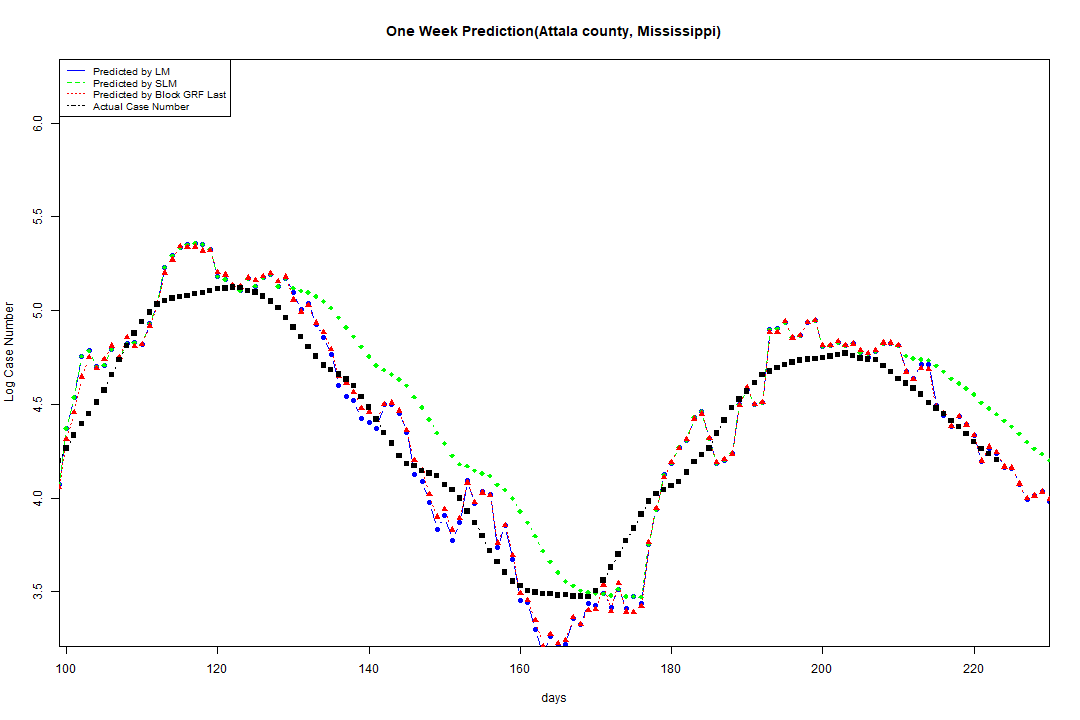 One Week Prediction(Attala county, Mississippi)
Predicted by LM
Predicted by SLM
Predicted by Block GRF Last
Actual Case Number
Log Case Number
6.0
5.5
5.0
4.5
4.0
3.5
100 120 140 160 180 200 220
days